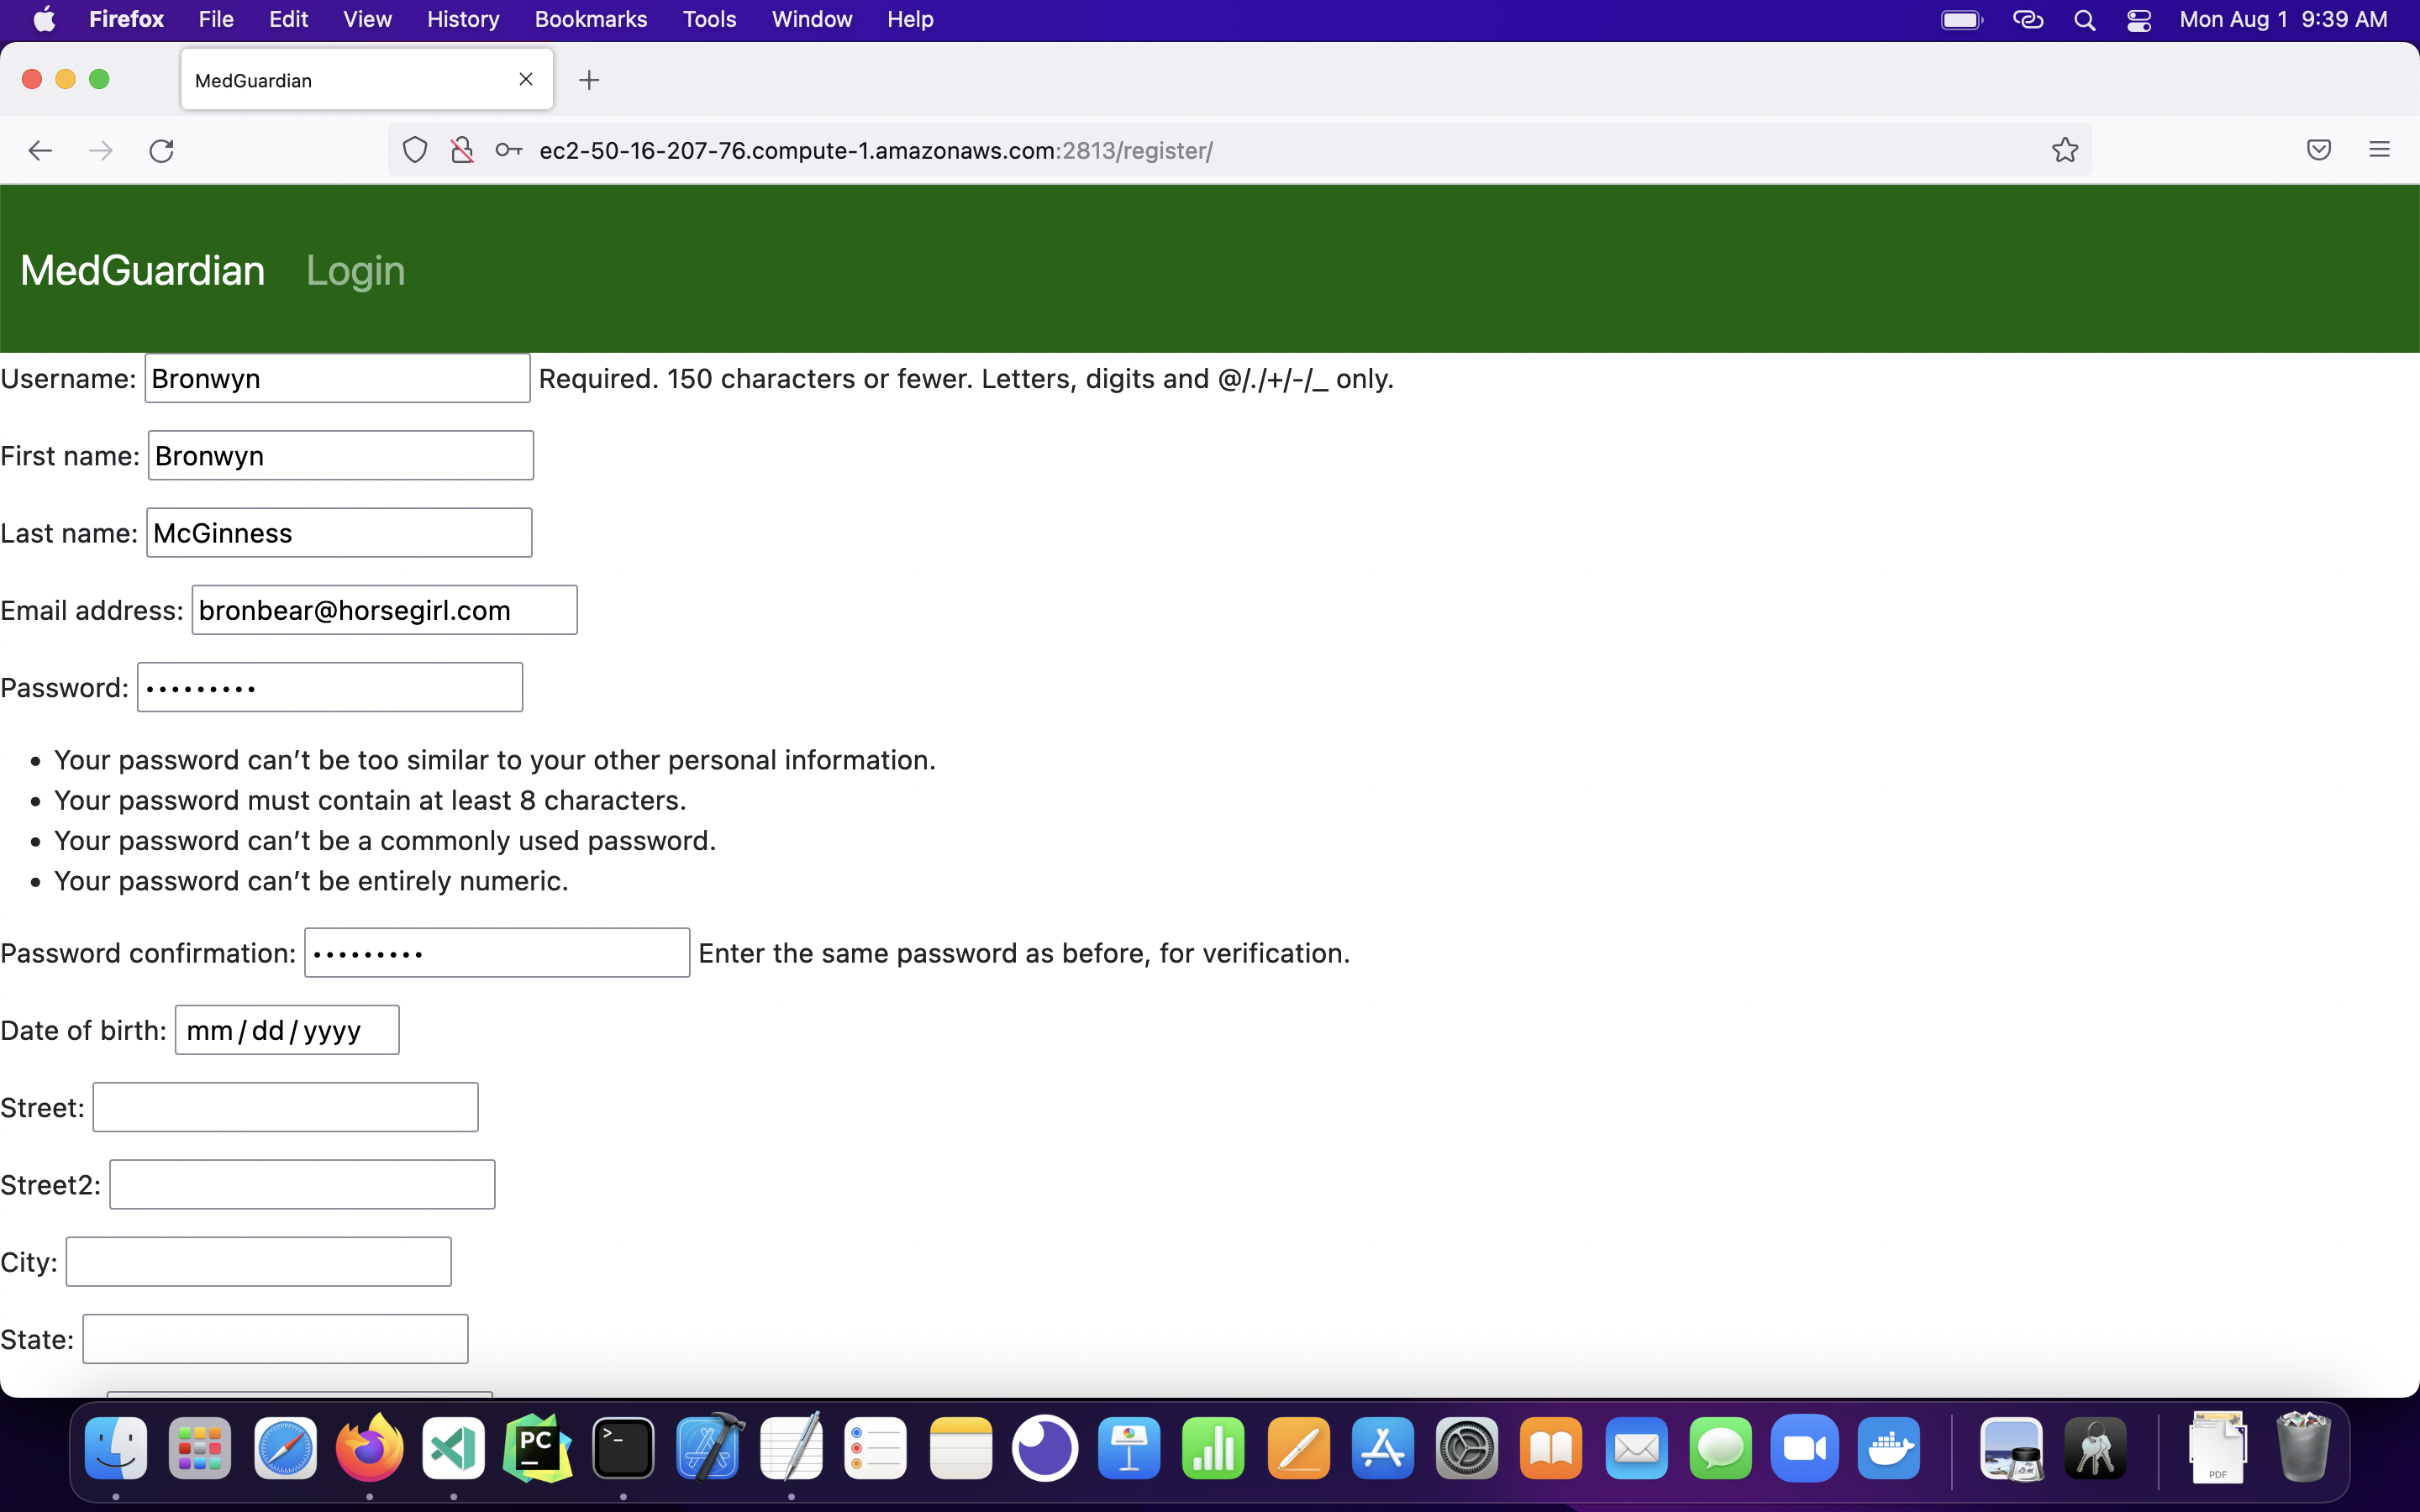 Firefox File Edit View History Bookmarks Tools Window Help Mon Aug 1 9:39 AM
MedGuardian
ec2-50-16-207-76.compute-1.amazonaws.com:2813/register/
MedGuardian Login
Username: Bronwyn Required. 150 characters or fewer. Letters, digits and @/./+/-/_ only.
First name: Bronwyn
Last name: McGinness
Email address: bronbear@horsegirl.com
Password: •••••••••
• Your password can’t be too similar to your other personal information.
• Your password must contain at least 8 characters.
• Your password can’t be a commonly used password.
• Your password can’t be entirely numeric.
Password confirmation: ••••••••• Enter the same password as before, for verification.
Date of birth: mm/dd/yyyy
Street:
Street2:
City:
State:
PC >_ PDF